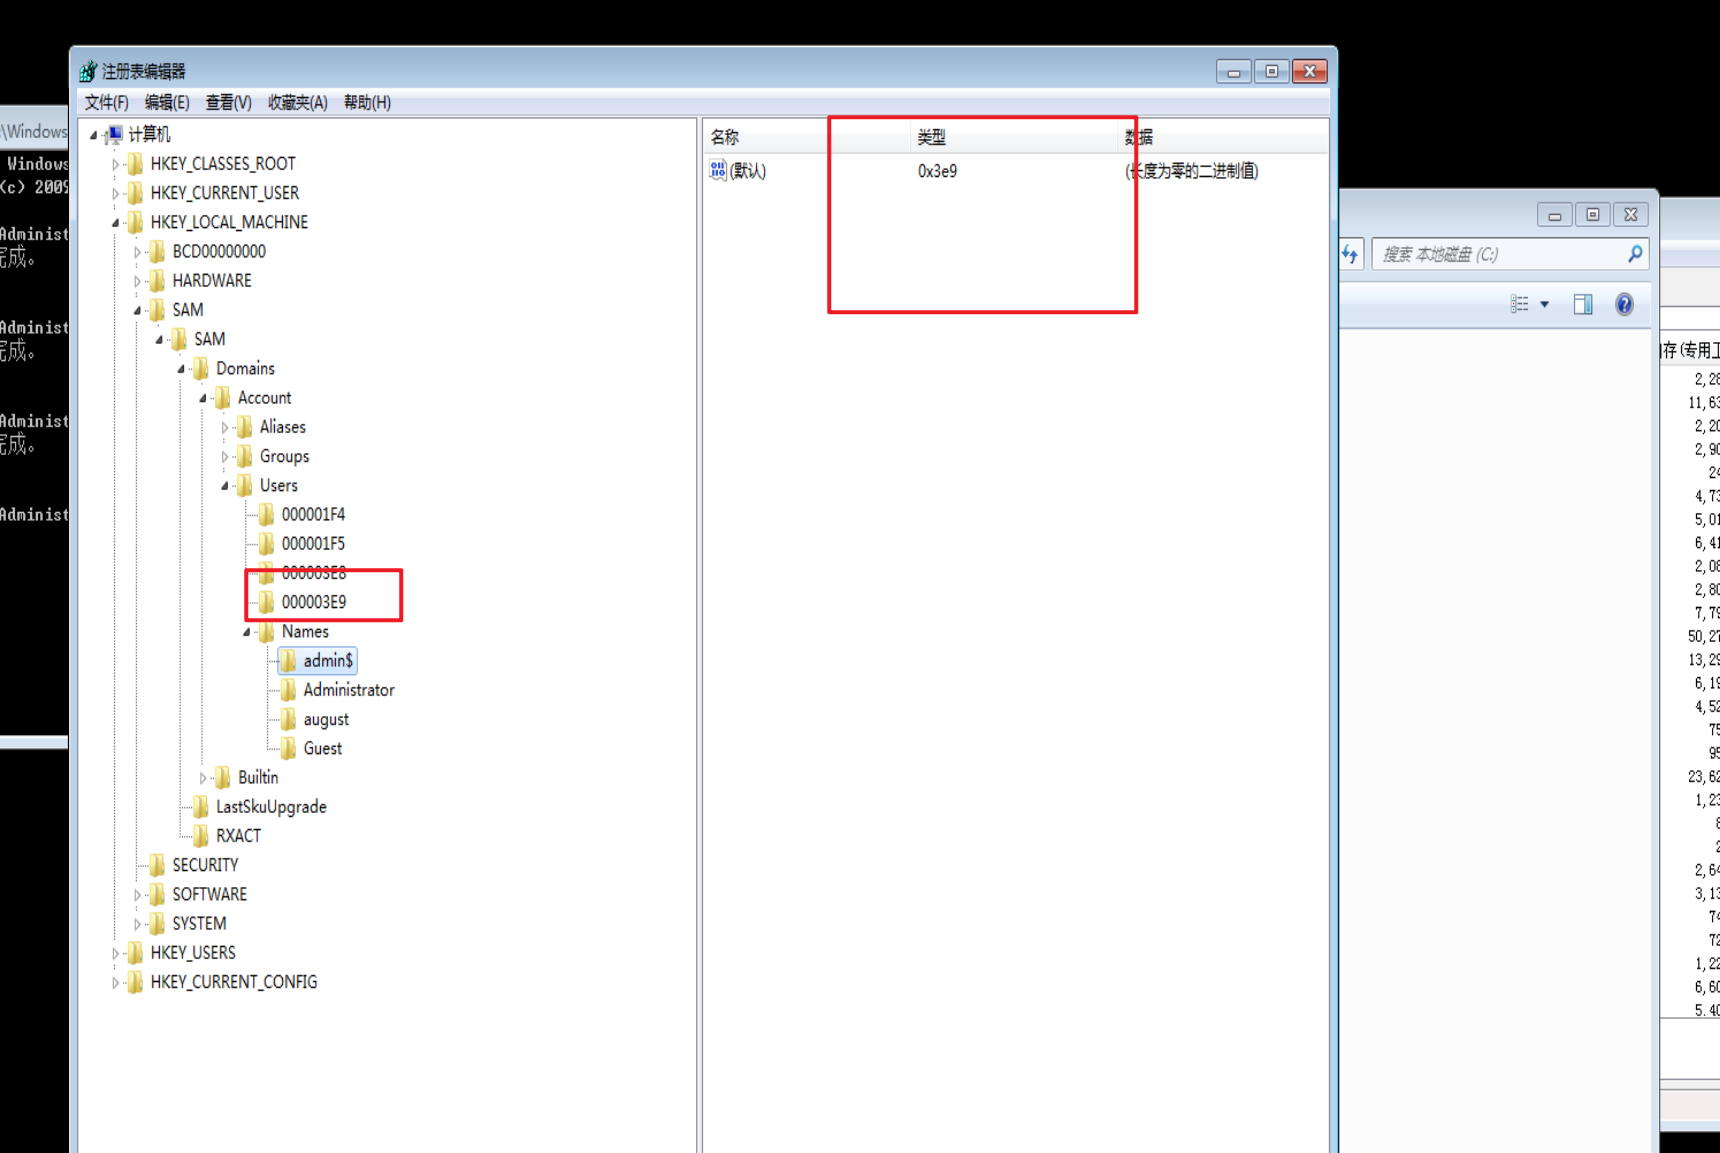 注册表编辑器
文件(F) 编辑(E) 查看(V) 收藏夹(A) 帮助(H)
计算机
HKEY_CLASSES_ROOT
HKEY_CURRENT_USER
HKEY_LOCAL_MACHINE
BCD00000000
HARDWARE
SAM
SAM
Domains
Account
Aliases
Groups
Users
000001F4
000001F5
000003E8
000003E9
Names
admin$
Administrator
august
Guest
Builtin
LastSkuUpgrade
RXACT
SECURITY
SOFTWARE
SYSTEM
HKEY_USERS
HKEY_CURRENT_CONFIG
名称 类型 数据
(默认) 0x3e9 (长度为零的二进制值)
:\Windows
Windows
(c) 2009
Administ
完成。
Administ
完成。
Administ
完成。
Administ
搜索 本地磁盘 (C:)
存(专用工
2,28
11,63
2,20
2,90
24
4,73
5,01
6,41
2,08
2,80
7,79
50,27
13,29
6,19
4,52
75
95
23,62
1,23
8
2
2,64
3,13
74
72
1,22
6,60
5,40